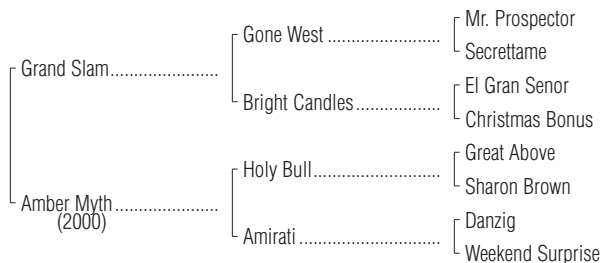 Mr. Prospector
Gone West ........................
Secrettame
Grand Slam.......................
El Gran Senor
Bright Candles ..................
Christmas Bonus
Great Above
Holy Bull...........................
Sharon Brown
Amber Myth ......................
(2000)
Danzig
Amirati ..............................
Weekend Surprise